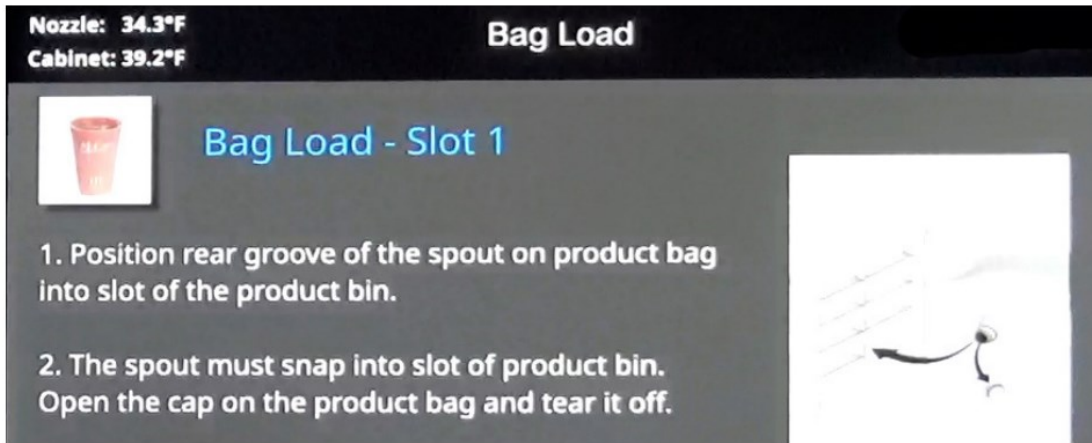 Nozzle: 34.3°F
Cabinet: 39.2°F
Bag Load
Bag Load - Slot 1
1. Position rear groove of the spout on product bag
into slot of the product bin.
2. The spout must snap into slot of product bin.
Open the cap on the product bag and tear it off.